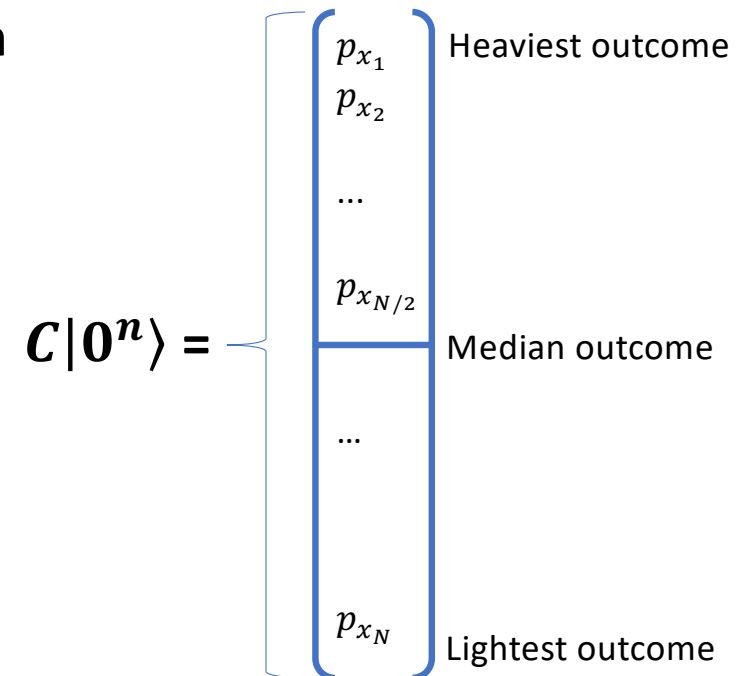 p_{x_1} Heaviest outcome
p_{x_2}
...
p_{x_{N/2}}
C|0^n⟩ = Median outcome
...
p_{x_N}
Lightest outcome